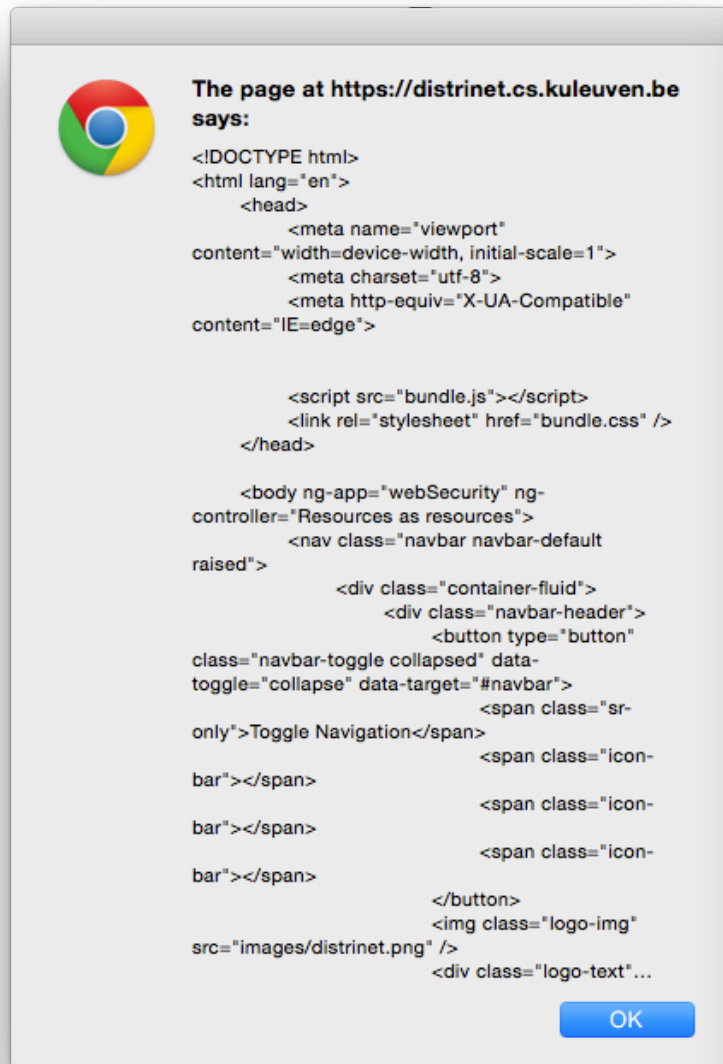 The page at https://distrinet.cs.kuleuven.be
says:
<!DOCTYPE html>
<html lang="en">
<head>
<meta name="viewport"
content="width=device-width, initial-scale=1">
<meta charset="utf-8">
<meta http-equiv="X-UA-Compatible"
content="IE=edge">
<script src="bundle.js"></script>
<link rel="stylesheet" href="bundle.css" />
</head>
<body ng-app="webSecurity" ng-
controller="Resources as resources">
<nav class="navbar navbar-default
raised">
<div class="container-fluid">
<div class="navbar-header">
<button type="button"
class="navbar-toggle collapsed" data-
toggle="collapse" data-target="#navbar">
<span class="sr-
only">Toggle Navigation</span>
<span class="icon-
bar"></span>
<span class="icon-
bar"></span>
<span class="icon-
bar"></span>
</button>
<img class="logo-img"
src="images/distrinet.png" />
<div class="logo-text"...
OK